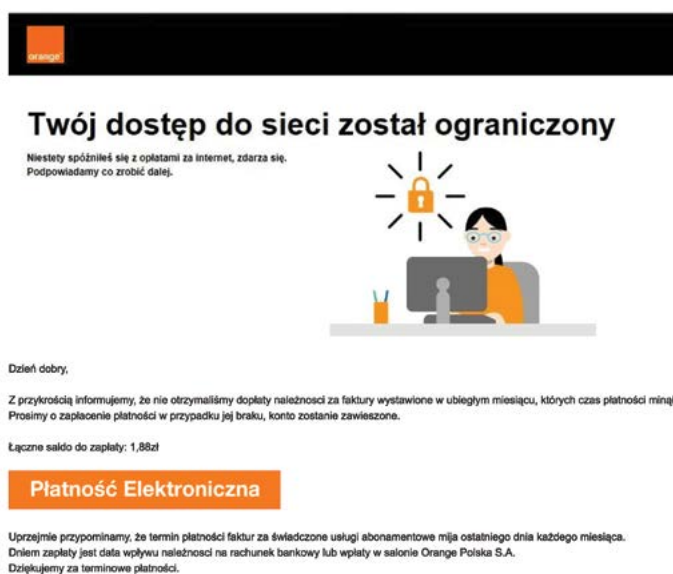 orange
Twój dostęp do sieci został ograniczony
Niestety spóźniłeś się z opłatami za internet, zdarza się.
Podpowiadamy co zrobić dalej.
Dzień dobry,
Z przykrością informujemy, że nie otrzymaliśmy dopłaty należnosci za faktury wystawione w ubiegłym miesiącu, których czas płatności minął
Prosimy o zapłacenie płatności w przypadku jej braku, konto zostanie zawieszone.
Łączne saldo do zapłaty: 1,88zł
Płatność Elektroniczna
Uprzejmie przypominamy, że termin płatności faktur za świadczone usługi abonamentowe mija ostatniego dnia każdego miesiąca.
Dniem zapłaty jest data wpływu należnosci na rachunek bankowy lub wpłaty w salonie Orange Polska S.A.
Dziękujemy za terminowe płatności.